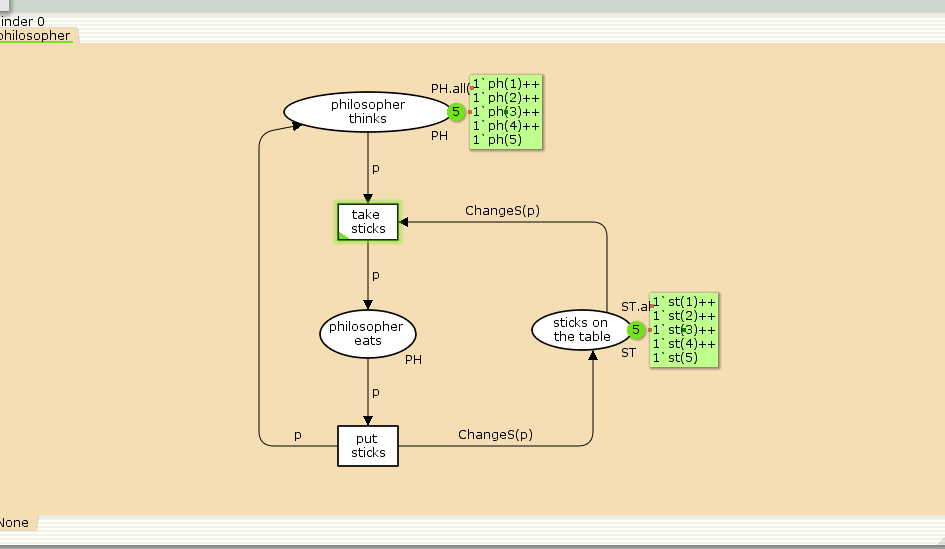 inder 0
philosopher
PH.all(
1`ph(1)++
1`ph(2)++
1`ph(3)++
1`ph(4)++
1`ph(5)
philosopher
thinks
5
PH
p
take
sticks
ChangeS(p)
p
philosopher
eats
PH
sticks on
the table
ST.al
5
ST
1`st(1)++
1`st(2)++
1`st(3)++
1`st(4)++
1`st(5)
p
p
put
sticks
ChangeS(p)
None